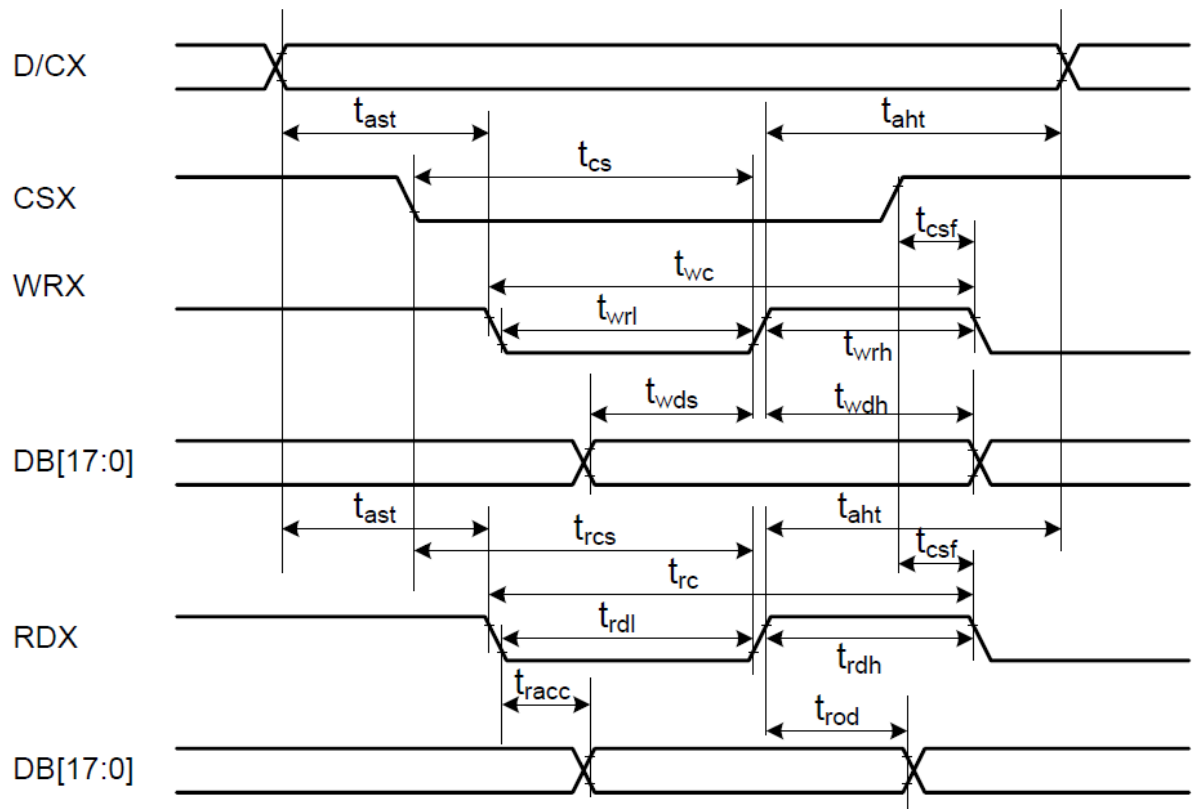 D/CX
tast
taht
tcs
CSX
tcsf
WRX
twc
twrl
twrh
twds
twdh
DB[17:0]
tast
taht
trcs
tcsf
trc
RDX
trdl
trdh
tracc
trod
DB[17:0]